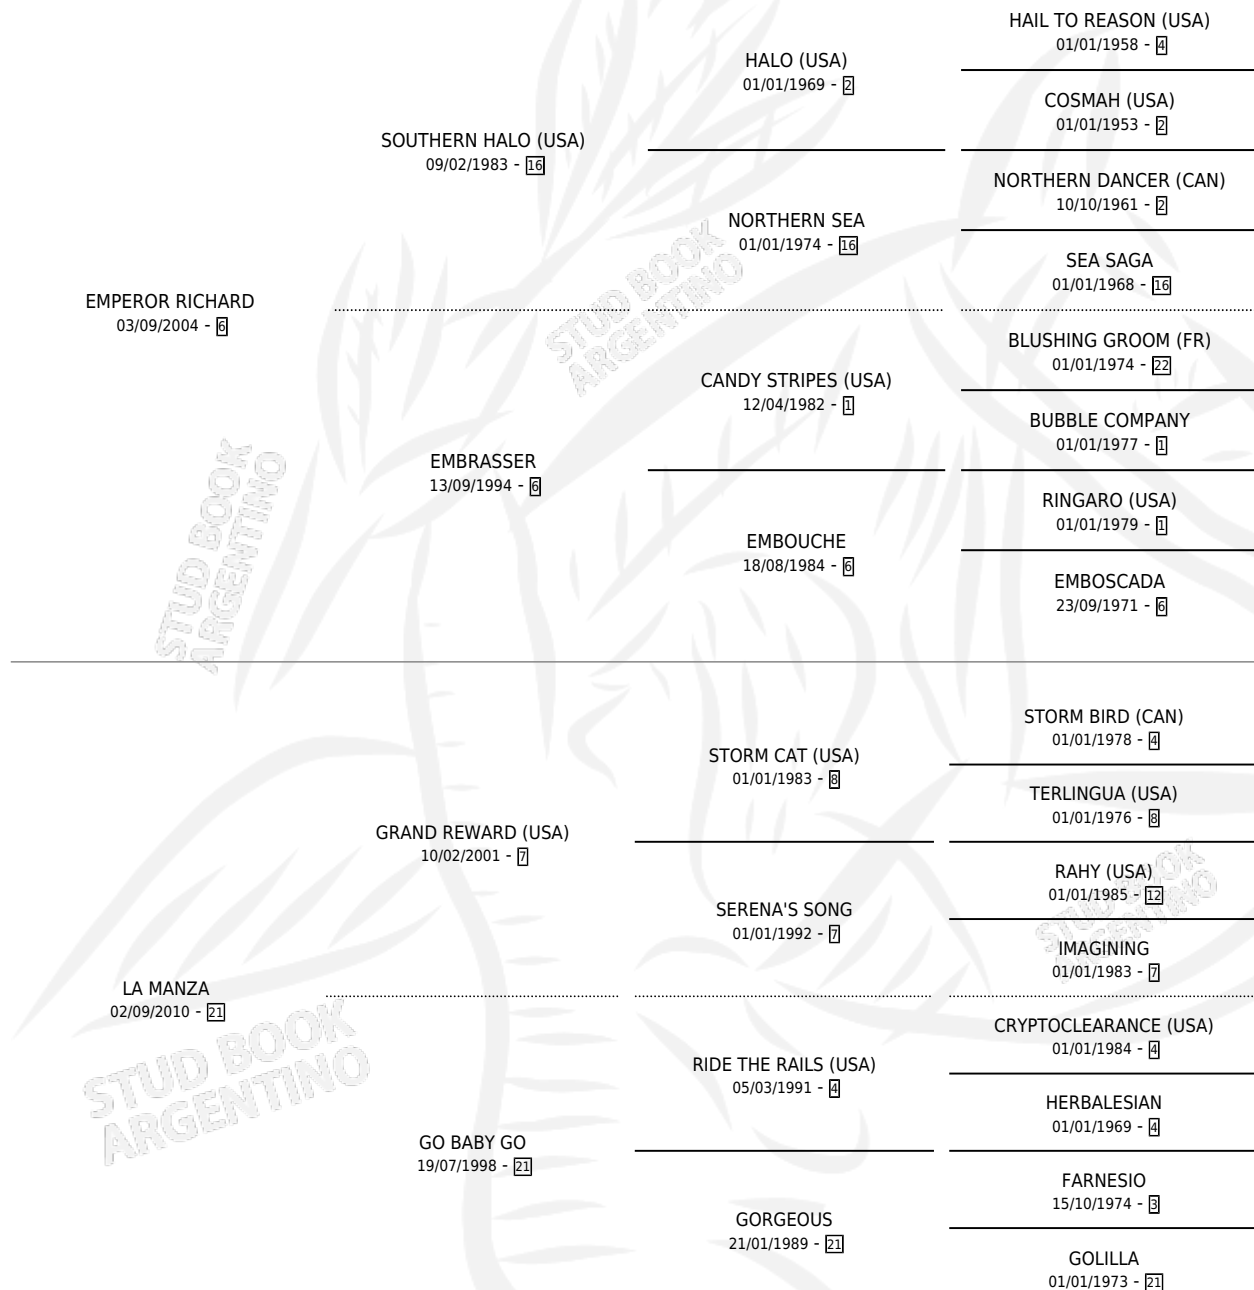 HAIL TO REASON (USA)
01/01/1958 - 4
HALO (USA)
01/01/1969 - 2
COSMAH (USA)
01/01/1953 - 2
SOUTHERN HALO (USA)
09/02/1983 - 16
NORTHERN DANCER (CAN)
10/10/1961 - 2
NORTHERN SEA
01/01/1974 - 16
SEA SAGA
01/01/1968 - 16
EMPEROR RICHARD
03/09/2004 - 6
BLUSHING GROOM (FR)
01/01/1974 - 22
CANDY STRIPES (USA)
12/04/1982 - 1
BUBBLE COMPANY
01/01/1977 - 1
EMBRASSER
13/09/1994 - 6
RINGARO (USA)
01/01/1979 - 1
EMBOUCHE
18/08/1984 - 6
EMBOSCADA
23/09/1971 - 6
STORM BIRD (CAN)
01/01/1978 - 4
STORM CAT (USA)
01/01/1983 - 8
TERLINGUA (USA)
01/01/1976 - 8
GRAND REWARD (USA)
10/02/2001 - 7
RAHY (USA)
01/01/1985 - 12
SERENA'S SONG
01/01/1992 - 7
IMAGINING
01/01/1983 - 7
LA MANZA
02/09/2010 - 21
CRYPTOCLEARANCE (USA)
01/01/1984 - 4
RIDE THE RAILS (USA)
05/03/1991 - 4
HERBALESIAN
01/01/1969 - 4
GO BABY GO
19/07/1998 - 21
FARNESIO
15/10/1974 - 3
GORGEOUS
21/01/1989 - 21
GOLILLA
01/01/1973 - 21
STUD BOOK
ARGENTINO
STUD BOOK
ARGENTINO
STUD BOOK
ARGENTINO
STUD BOOK
ARGENTINO